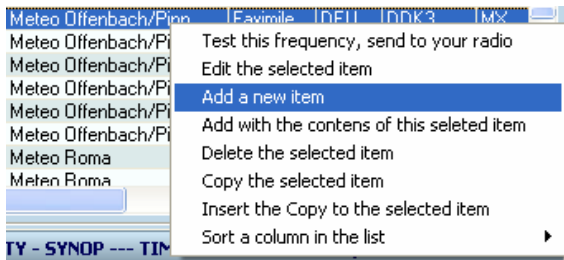 Meteo Offenbach/Pinn Faximile DEU DDK3 MX
Meteo Offenbach/Pi Test this frequency, send to your radio
Meteo Offenbach/Pi Edit the selected item
Meteo Offenbach/Pi Add a new item
Meteo Offenbach/Pi
Meteo Offenbach/Pi Add with the contens of this seleted item
Meteo Roma Delete the selected item
Meteo Roma Copy the selected item
Insert the Copy to the selected item
Sort a column in the list
TY - SYNOP --- TIM